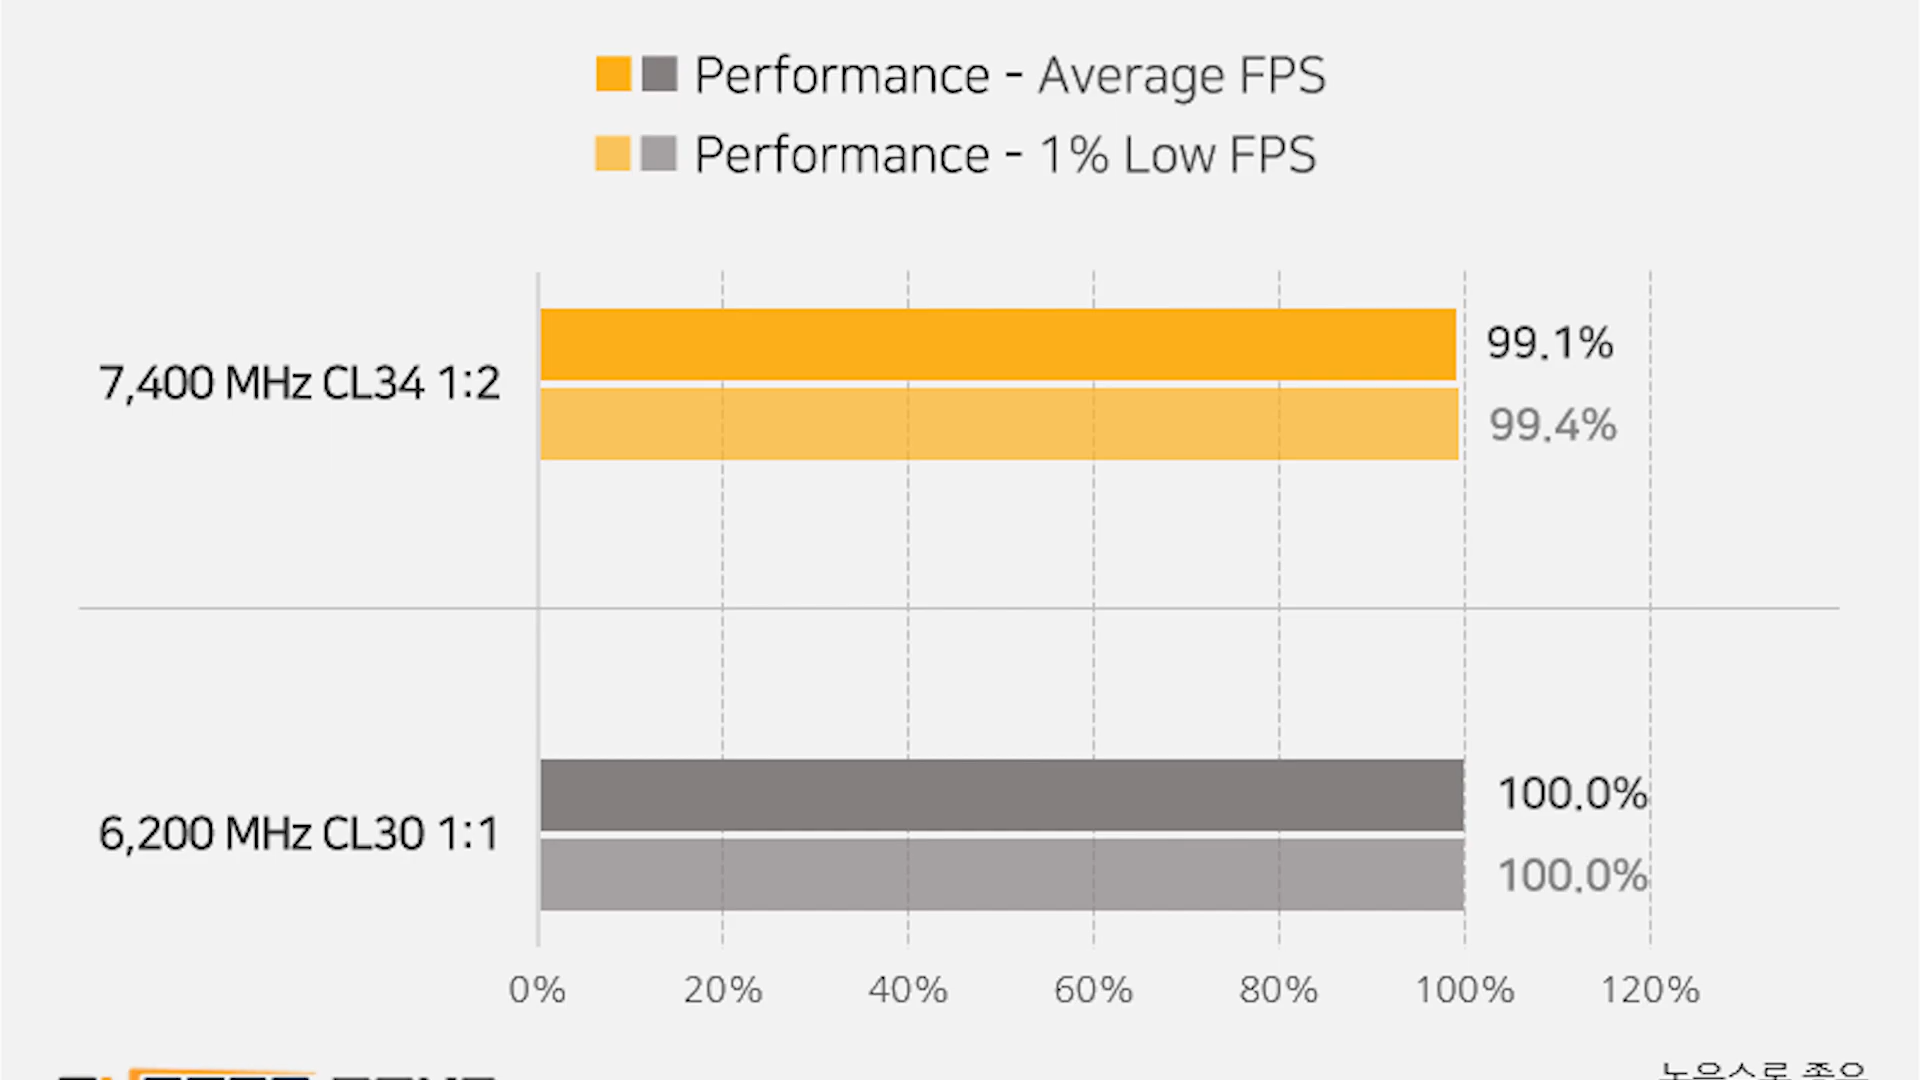 Performance - Average FPS
Performance - 1% Low FPS
7,400 MHz CL34 1:2
99.1%
99.4%
6,200 MHz CL30 1:1
100.0%
100.0%
0% 20% 40% 60% 80% 100% 120%